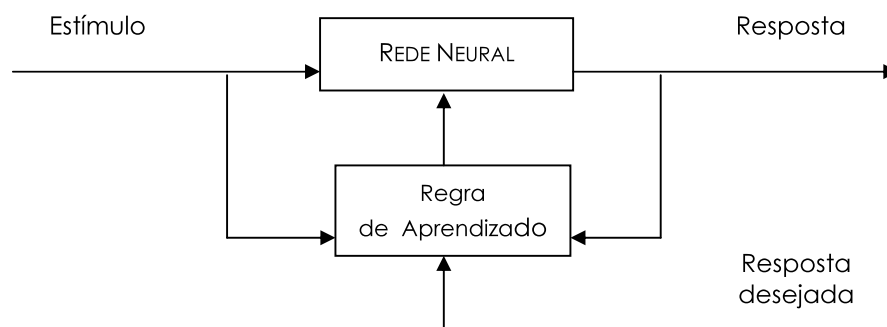 Estímulo
REDE NEURAL
Resposta
Regra
de Aprendizado
Resposta
desejada